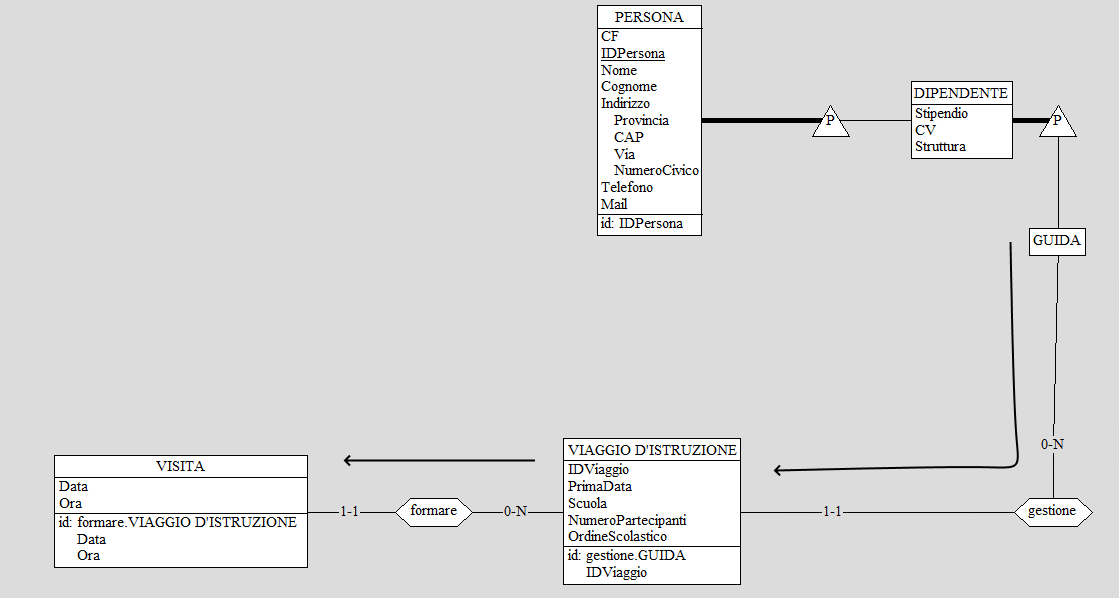 PERSONA
CF
IDPersona
Nome
Cognome
Indirizzo
Provincia
CAP
Via
NumeroCivico
Telefono
Mail
id: IDPersona
P
DIPENDENTE
Stipendio
CV
Struttura
P
GUIDA
0-N
gestione
1-1
VIAGGIO D'ISTRUZIONE
IDViaggio
PrimaData
Scuola
NumeroPartecipanti
OrdineScolastico
id: gestione.GUIDA
IDViaggio
0-N
formare
1-1
VISITA
Data
Ora
id: formare.VIAGGIO D'ISTRUZIONE
Data
Ora